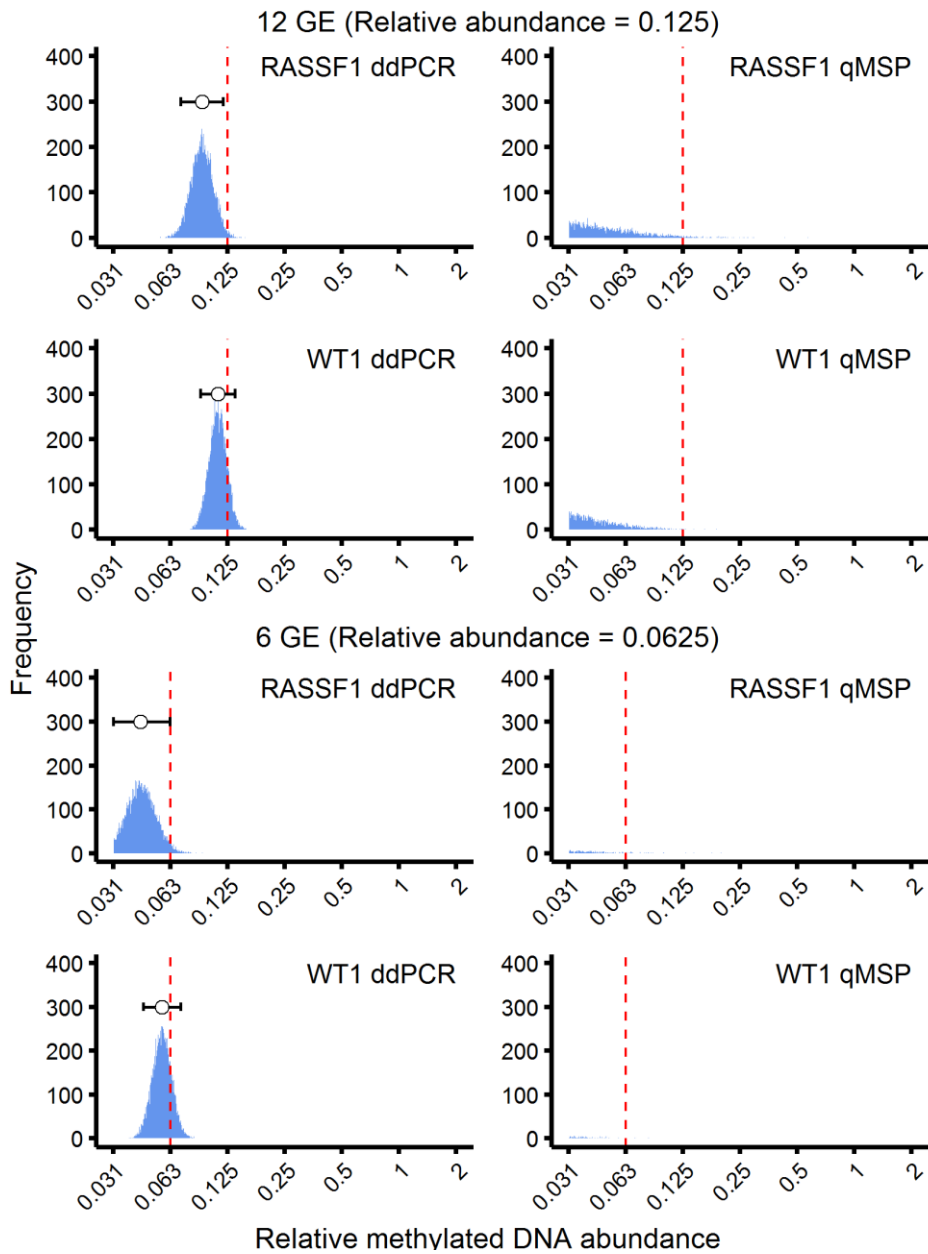 12 GE (Relative abundance = 0.125)
RASSF1 ddPCR
400
300
200
100
0
0.031 0.063 0.125 0.25 0.5 1 2
RASSF1 qMSP
400
300
200
100
0
0.031 0.063 0.125 0.25 0.5 1 2
WT1 ddPCR
400
300
200
100
0
0.031 0.063 0.125 0.25 0.5 1 2
WT1 qMSP
400
300
200
100
0
0.031 0.063 0.125 0.25 0.5 1 2
Frequency
6 GE (Relative abundance = 0.0625)
RASSF1 ddPCR
400
300
200
100
0
0.031 0.063 0.125 0.25 0.5 1 2
RASSF1 qMSP
400
300
200
100
0
0.031 0.063 0.125 0.25 0.5 1 2
WT1 ddPCR
400
300
200
100
0
0.031 0.063 0.125 0.25 0.5 1 2
WT1 qMSP
400
300
200
100
0
0.031 0.063 0.125 0.25 0.5 1 2
Relative methylated DNA abundance